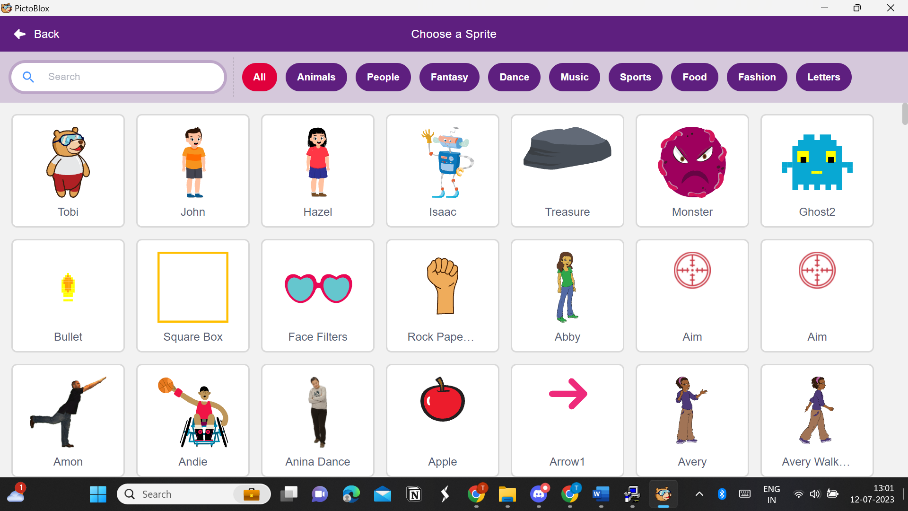 PictoBlox
Back
Choose a Sprite
Search
All
Animals
People
Fantasy
Dance
Music
Sports
Food
Fashion
Letters
Tobi
John
Hazel
Isaac
Treasure
Monster
Ghost2
Bullet
Square Box
Face Filters
Rock Pape...
Abby
Aim
Aim
Amon
Andie
Anina Dance
Apple
Arrow1
Avery
Avery Walk...
1
Search
ENG
IN
13:01
12-07-2023